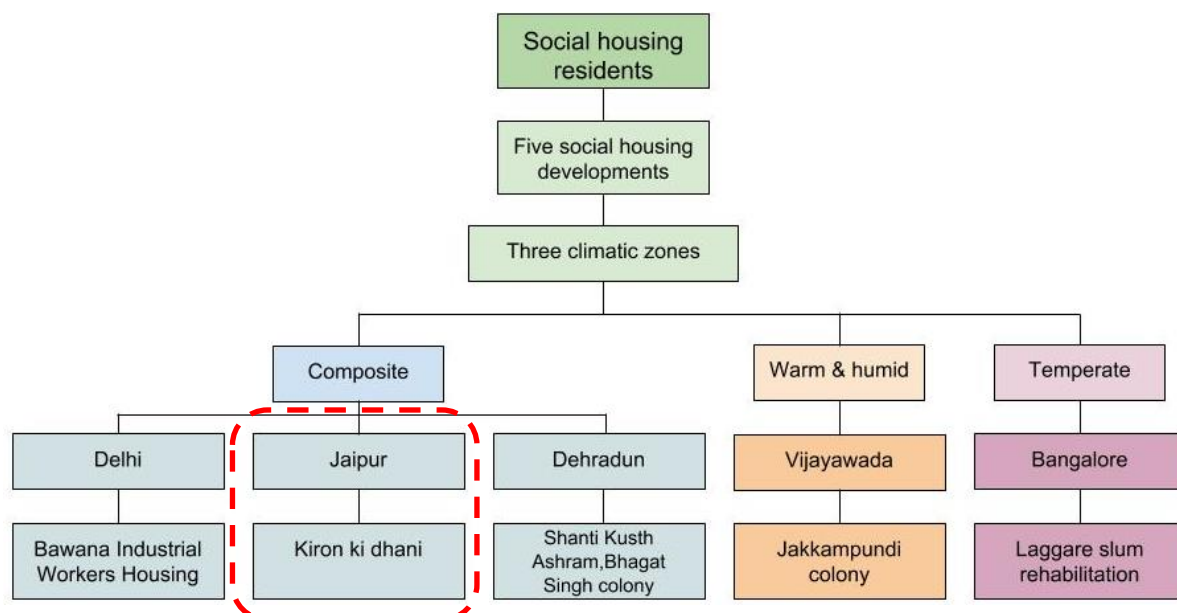 Social housing
residents
Five social housing
developments
Three climatic zones
Composite
Warm & humid
Temperate
Delhi
Jaipur
Dehradun
Vijayawada
Bangalore
Bawana Industrial
Workers Housing
Kiron ki dhani
Shanti Kusth
Ashram,Bhagat
Singh colony
Jakkampundi
colony
Laggare slum
rehabilitation